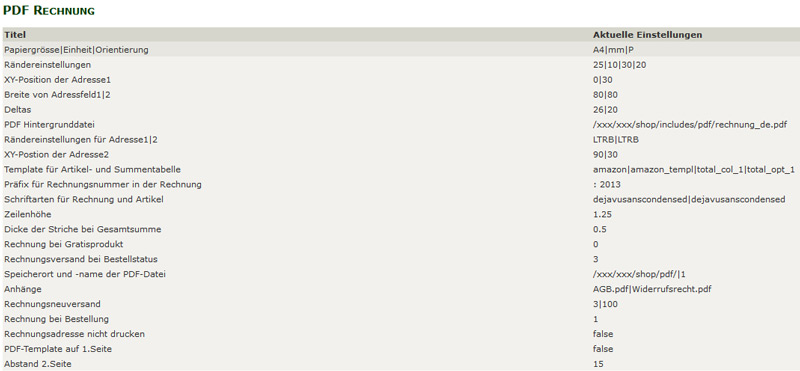 PDF Rechnung
Titel Aktuelle Einstellungen
Papiergrösse|Einheit|Orientierung A4|mm|P
Rändereinstellungen 25|10|30|20
XY-Position der Adresse1 0|30
Breite von Adressfeld1|2 80|80
Deltas 26|20
PDF Hintergrunddatei /xxx/xxx/shop/includes/pdf/rechnung_de.pdf
Rändereinstellungen für Adresse1|2 LTRB|LTRB
XY-Postion der Adresse2 90|30
Template für Artikel- und Summentabelle amazon|amazon_templ|total_col_1|total_opt_1
Präfix für Rechnungsnummer in der Rechnung : 2013
Schriftarten für Rechnung und Artikel dejavusanscondensed|dejavusanscondensed
Zeilenhöhe 1.25
Dicke der Striche bei Gesamtsumme 0.5
Rechnung bei Gratisprodukt 0
Rechnungsversand bei Bestellstatus 3
Speicherort und -name der PDF-Datei /xxx/xxx/shop/pdf/|1
Anhänge AGB.pdf|Widerrufsrecht.pdf
Rechnungsneuversand 3|100
Rechnung bei Bestellung 1
Rechnungsadresse nicht drucken false
PDF-Template auf 1.Seite false
Abstand 2.Seite 15